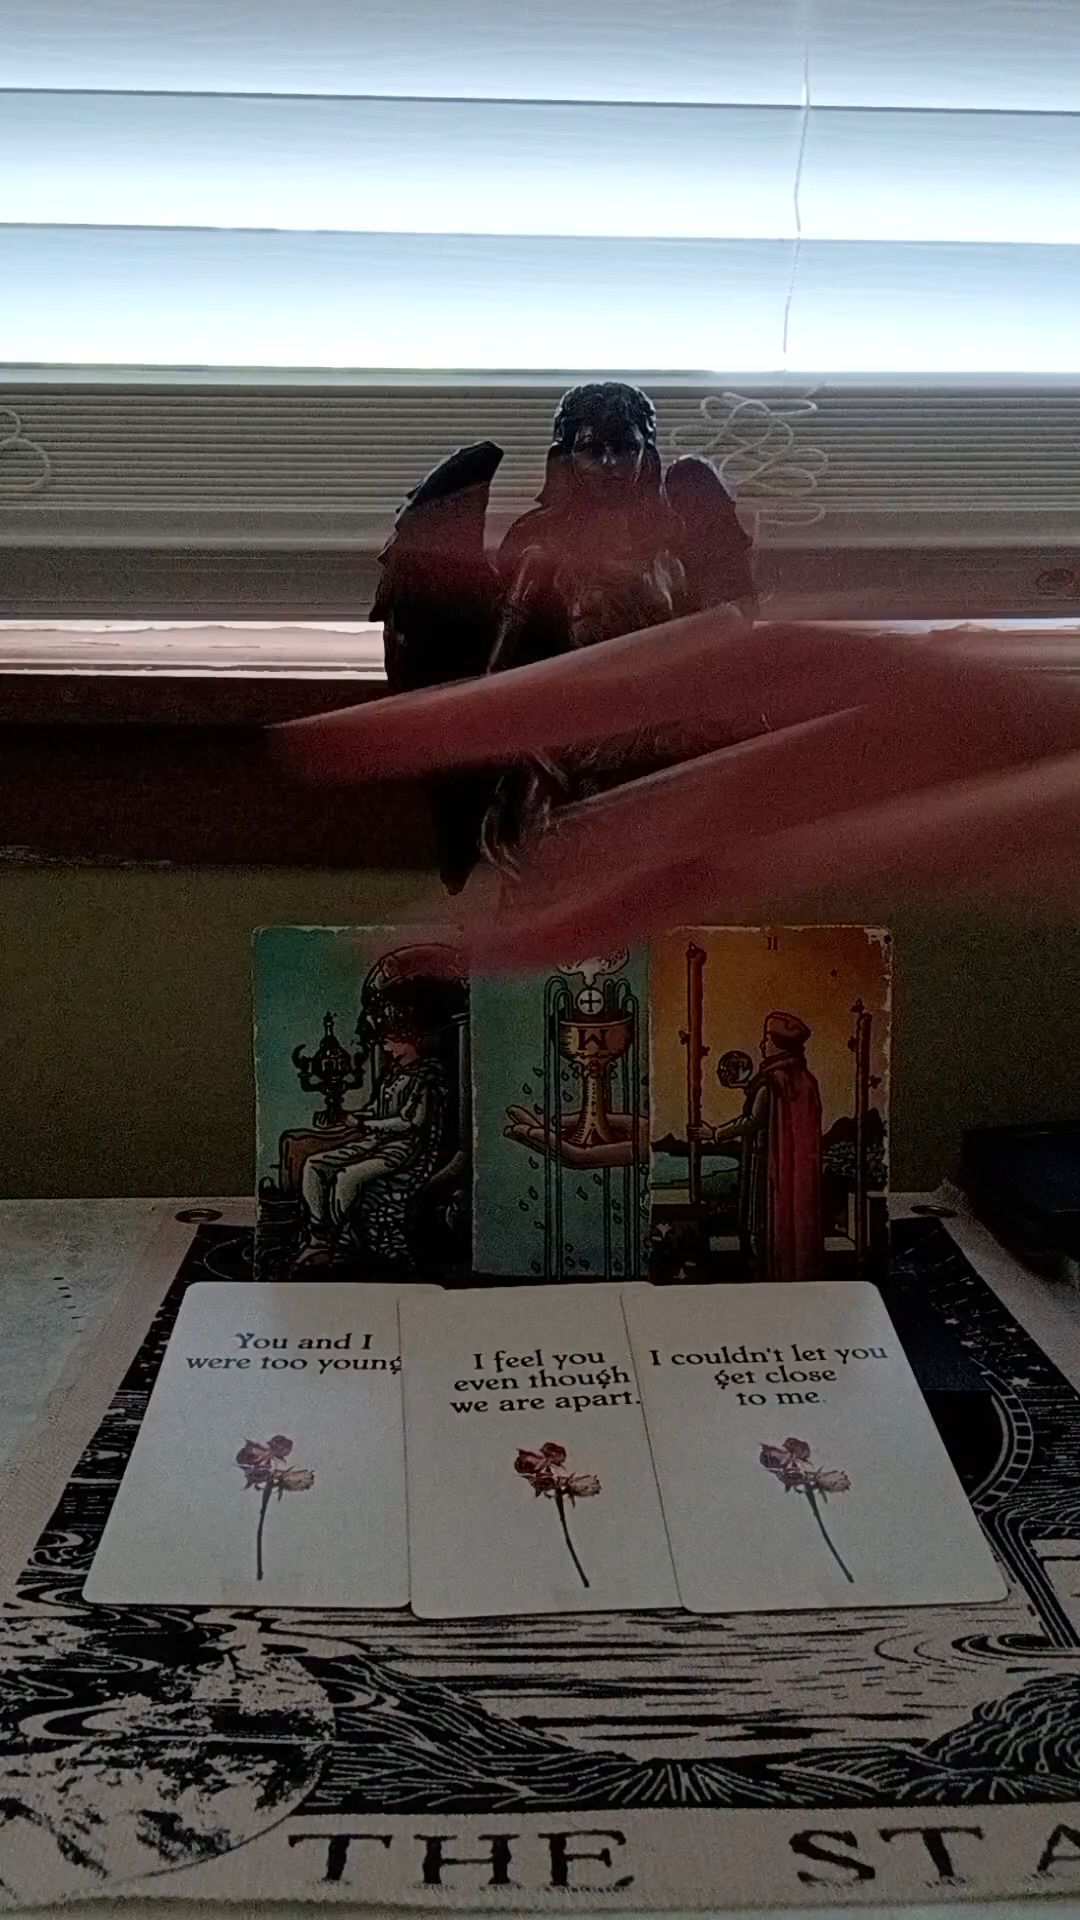 II
W
You and I
were too young
I feel you
even though
we are apart.
I couldn't let you
get close
to me.
THE STA